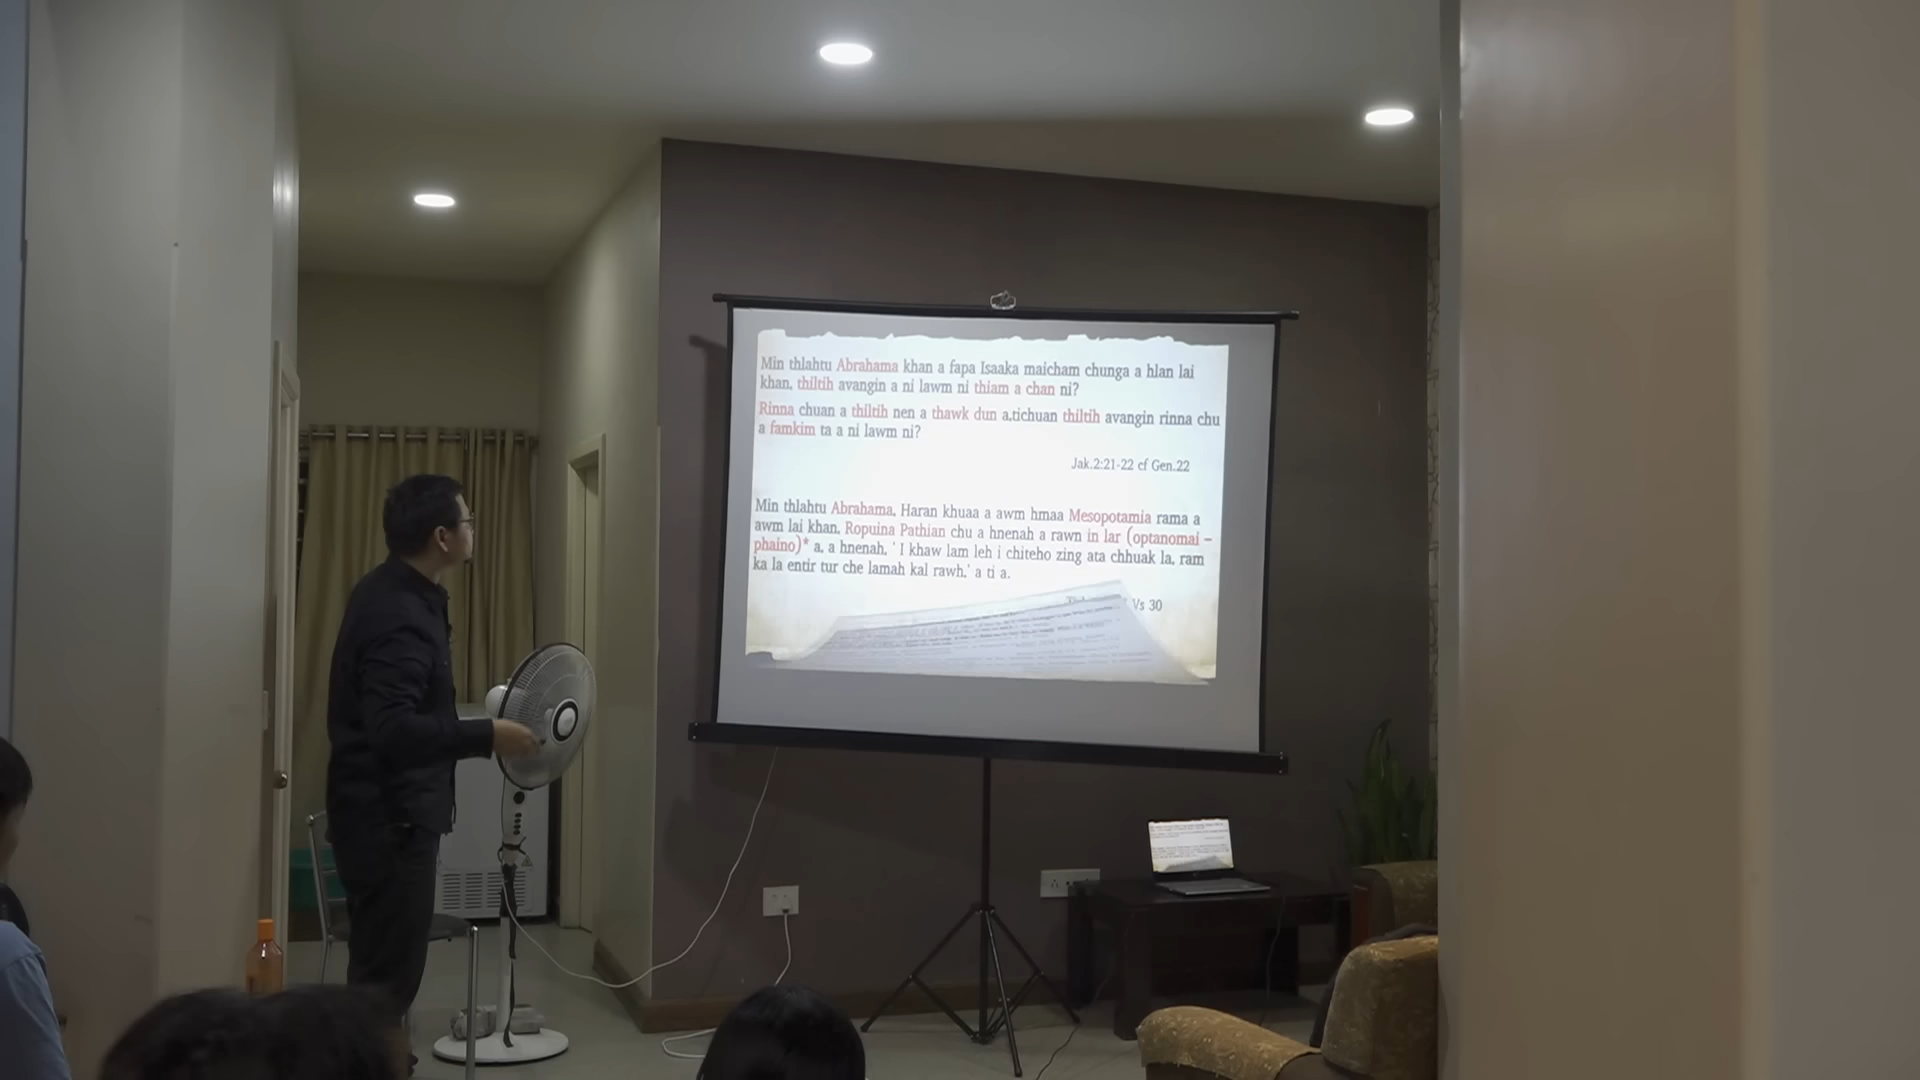 Min thlahtu Abrahama khan a fapa Isaaka maicham chunga a hlan lai
khan, thiltih avangin a ni lawm ni thiam a chan ni?
Rinna chuan a thiltih nen a thawk dun a,tichuan thiltih avangin rinna chu
a famkim ta a ni lawm ni?
Jak.2:21-22 cf Gen.22
Min thlahtu Abrahama, Haran khuaa a awm hmaa Mesopotamia rama a
awm lai khan, Ropuina Pathian chu a hnenah a rawn in lar (optanomai –
phaino)* a, a hnenah, ' I khaw lam leh i chiteho zing ata chhuak la, ram
ka la entir tur che lamah kal rawh,' a ti a.
Vs 30